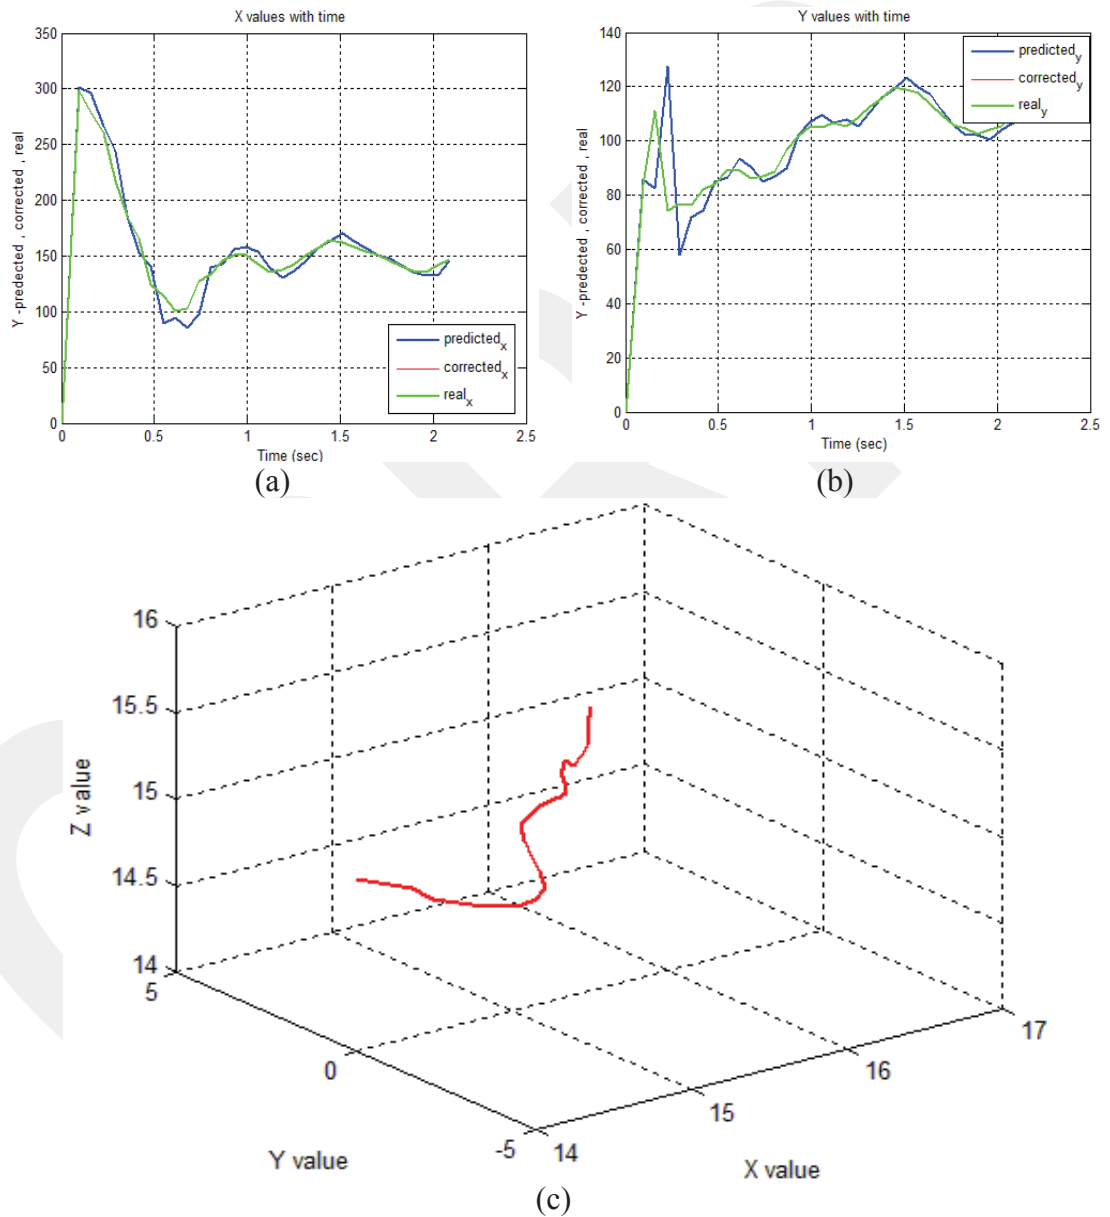 X values with time
350
300
250
200
150
100
50
0
0 0.5 1 1.5 2 2.5
Time (sec)
Y -predected , corrected , real
predicted_x
corrected_x
real_x
(a)
Y values with time
140
120
100
80
60
40
20
0
0 0.5 1 1.5 2 2.5
Time (sec)
Y -predected , corrected , real
predicted_y
corrected_y
real_y
(b)
16
15.5
15
14.5
14
Z value
5
0
-5
Y value
14
15
16
17
X value
(c)